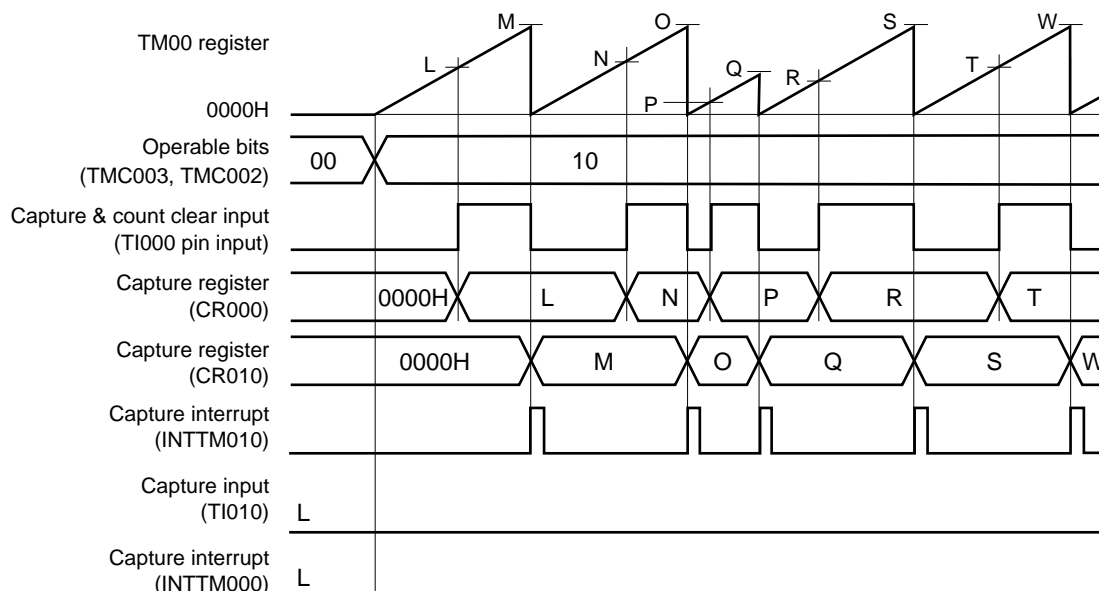 M O S W
L N Q R T
TM00 register
P
0000H
Operable bits
(TMC003, TMC002)
00 10
Capture & count clear input
(TI000 pin input)
Capture register
(CR000)
0000H L N P R T
Capture register
(CR010)
0000H M O Q S W
Capture interrupt
(INTTM010)
Capture input
(TI010) L
Capture interrupt
(INTTM000) L